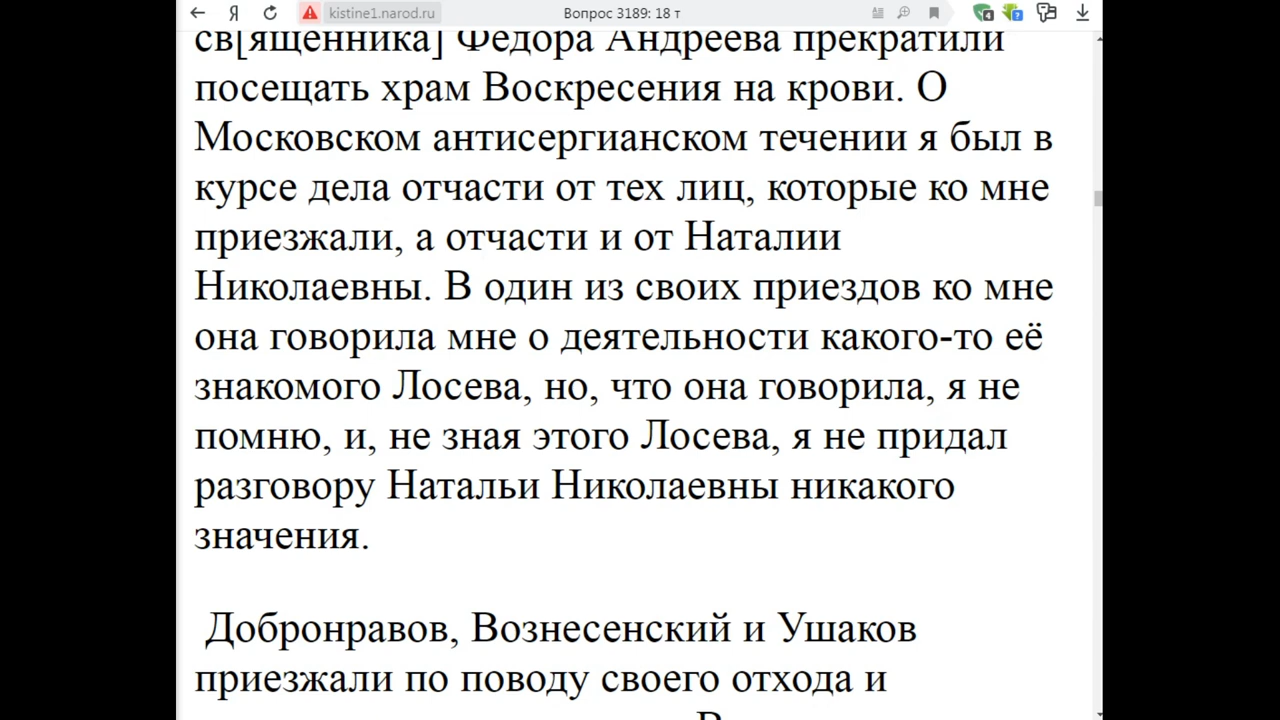 Я
kistine1.narod.ru
Вопрос 3189: 18 т
4
?
св[ященника] Федора Андреева прекратили
посещать храм Воскресения на крови. О
Московском антисергианском течении я был в
курсе дела отчасти от тех лиц, которые ко мне
приезжали, а отчасти и от Наталии
Николаевны. В один из своих приездов ко мне
она говорила мне о деятельности какого-то её
знакомого Лосева, но, что она говорила, я не
помню, и, не зная этого Лосева, я не придал
разговору Натальи Николаевны никакого
значения.
Добронравов, Вознесенский и Ушаков
приезжали по поводу своего отхода и